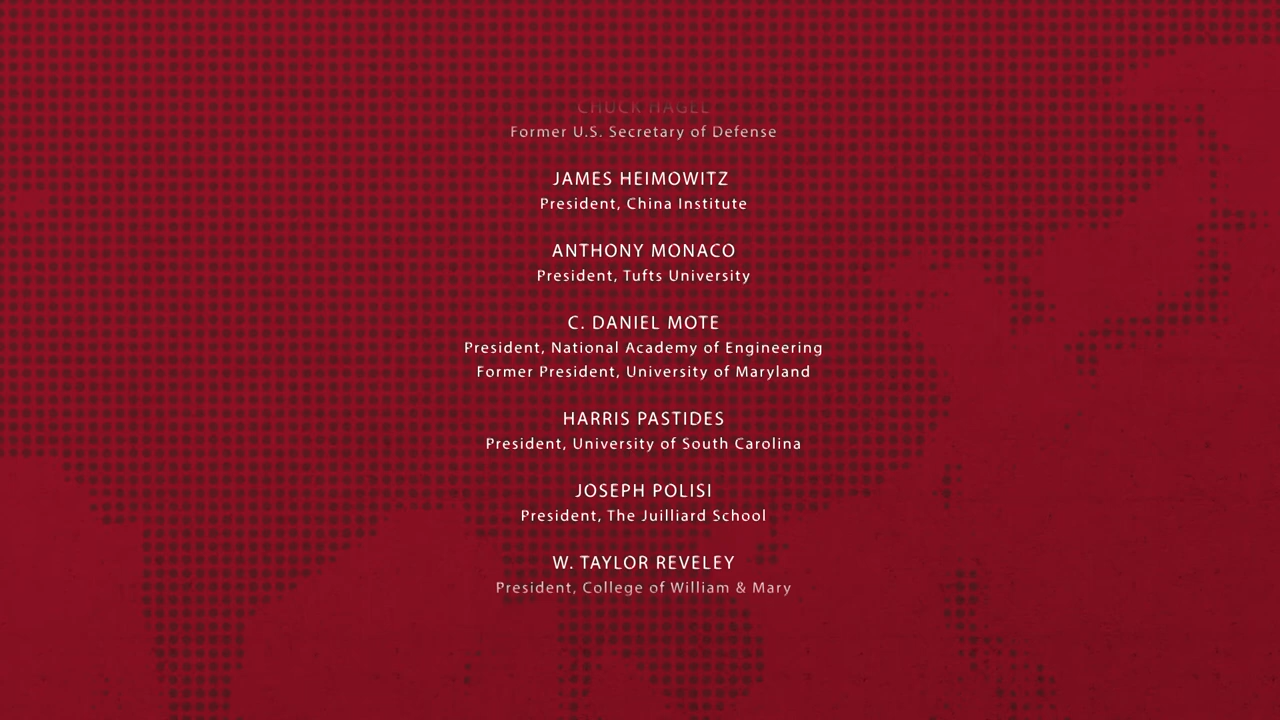 CHUCK HAGEL
Former U.S. Secretary of Defense
JAMES HEIMOWITZ
President, China Institute
ANTHONY MONACO
President, Tufts University
C. DANIEL MOTE
President, National Academy of Engineering
Former President, University of Maryland
HARRIS PASTIDES
President, University of South Carolina
JOSEPH POLISI
President, The Juilliard School
W. TAYLOR REVELEY
President, College of William & Mary